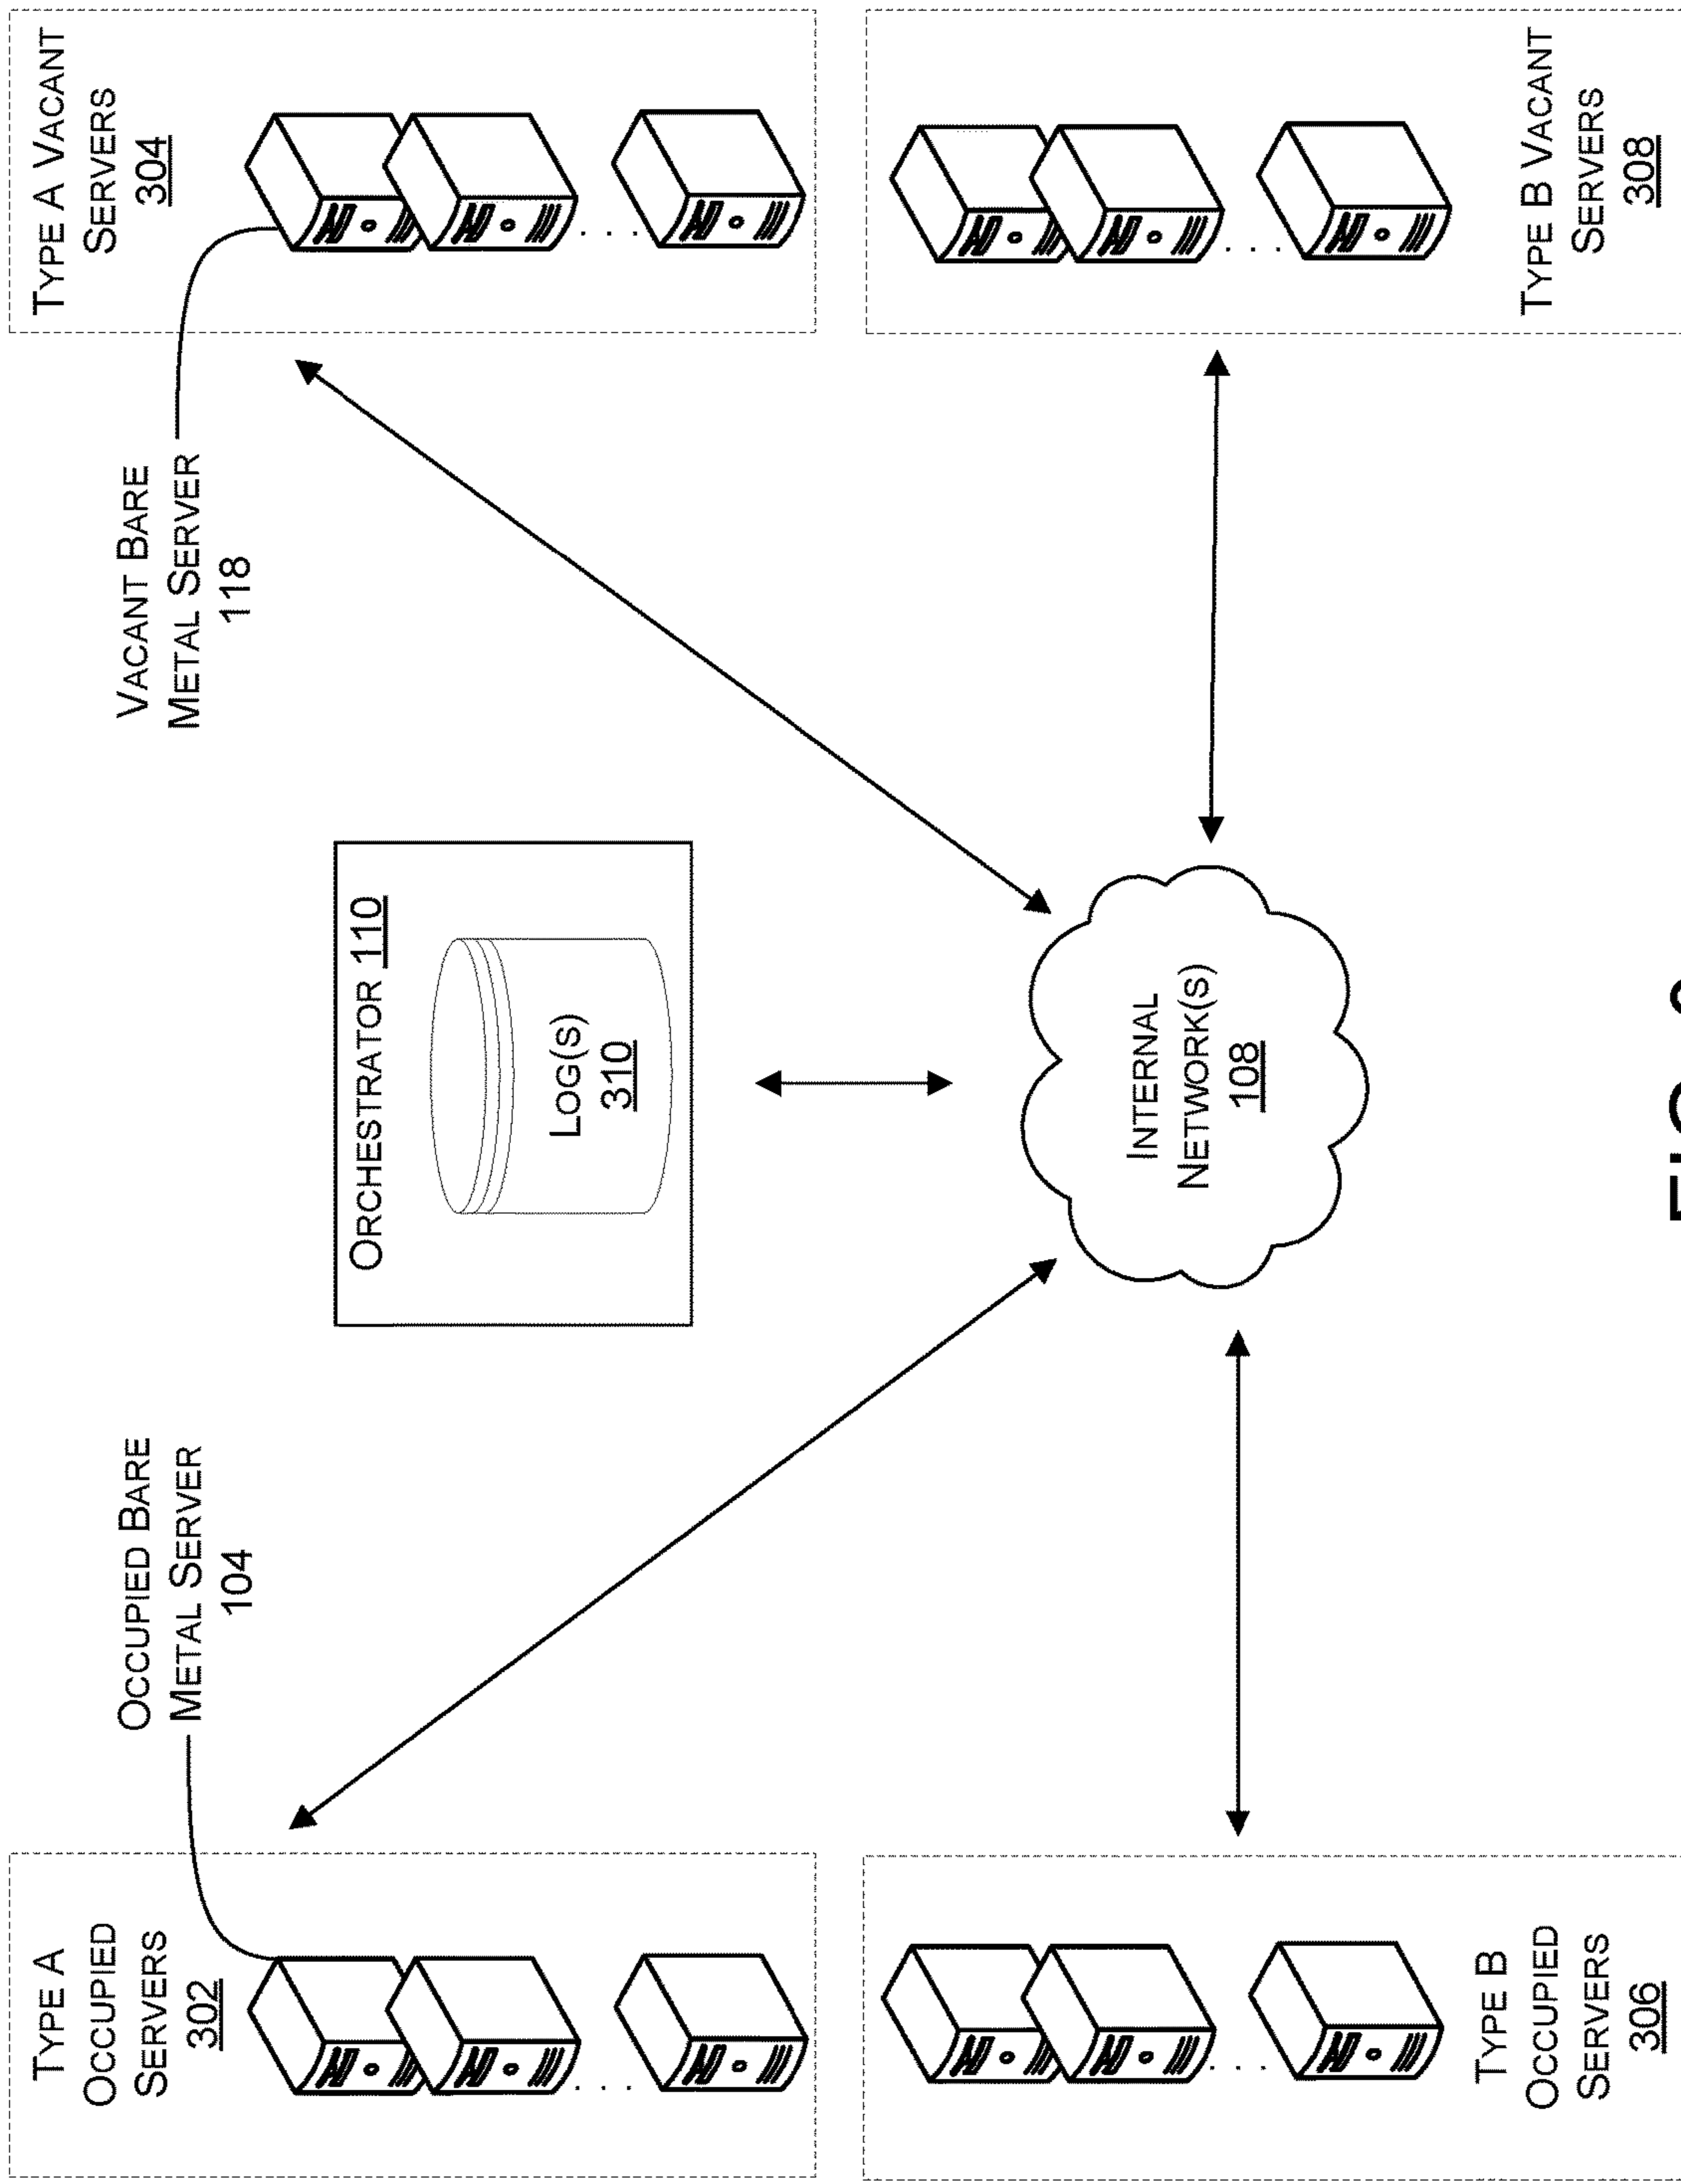 TYPE A
OCCUPIED
SERVERS
302
OCCUPIED BARE
METAL SERVER
104
ORCHESTRATOR 110
LOG(S)
310
VACANT BARE
METAL SERVER
118
TYPE A VACANT
SERVERS
304
INTERNAL
NETWORK(S)
108
TYPE B
OCCUPIED
SERVERS
306
TYPE B VACANT
SERVERS
308